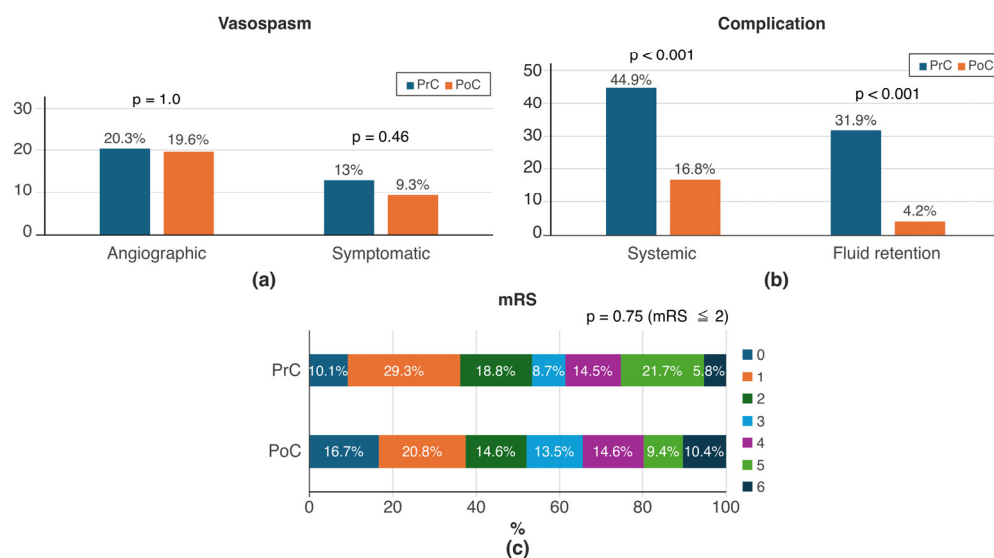 Vasospasm
PrC PoC
p = 1.0
p = 0.46
30
20
10
0
20.3% 19.6%
13% 9.3%
Angiographic Symptomatic
(a)
Complication
p < 0.001
PrC PoC
p < 0.001
50
40
30
20
10
0
44.9% 16.8%
31.9% 4.2%
Systemic Fluid retention
(b)
mRS
p = 0.75 (mRS ≦ 2)
PrC 10.1% 29.3% 18.8% 8.7% 14.5% 21.7% 5.8%
PoC 16.7% 20.8% 14.6% 13.5% 14.6% 9.4% 10.4%
0 20 40 60 80 100
%
0
1
2
3
4
5
6
(c)